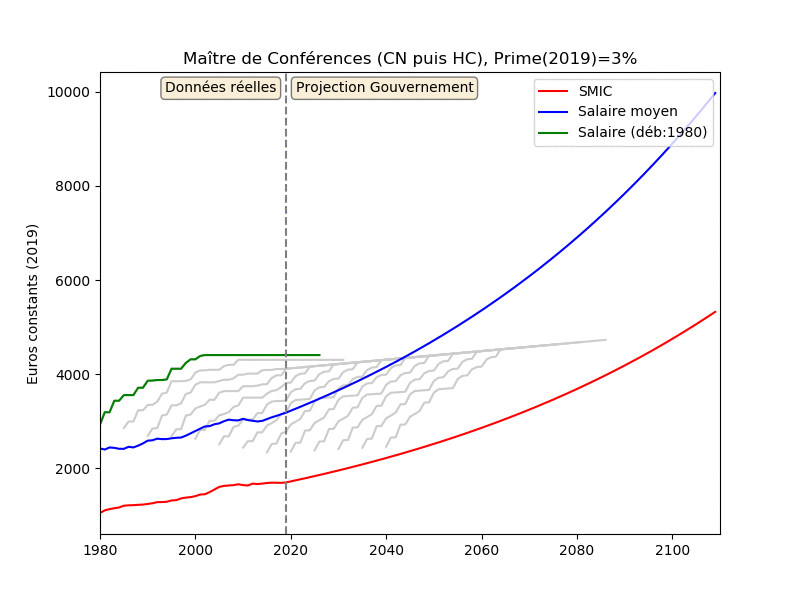 Maître de Conférences (CN puis HC), Prime(2019)=3%
Données réelles
Projection Gouvernement
SMIC
Salaire moyen
Salaire (déb:1980)
Euros constants (2019)
10000
8000
6000
4000
2000
1980
2000
2020
2040
2060
2080
2100